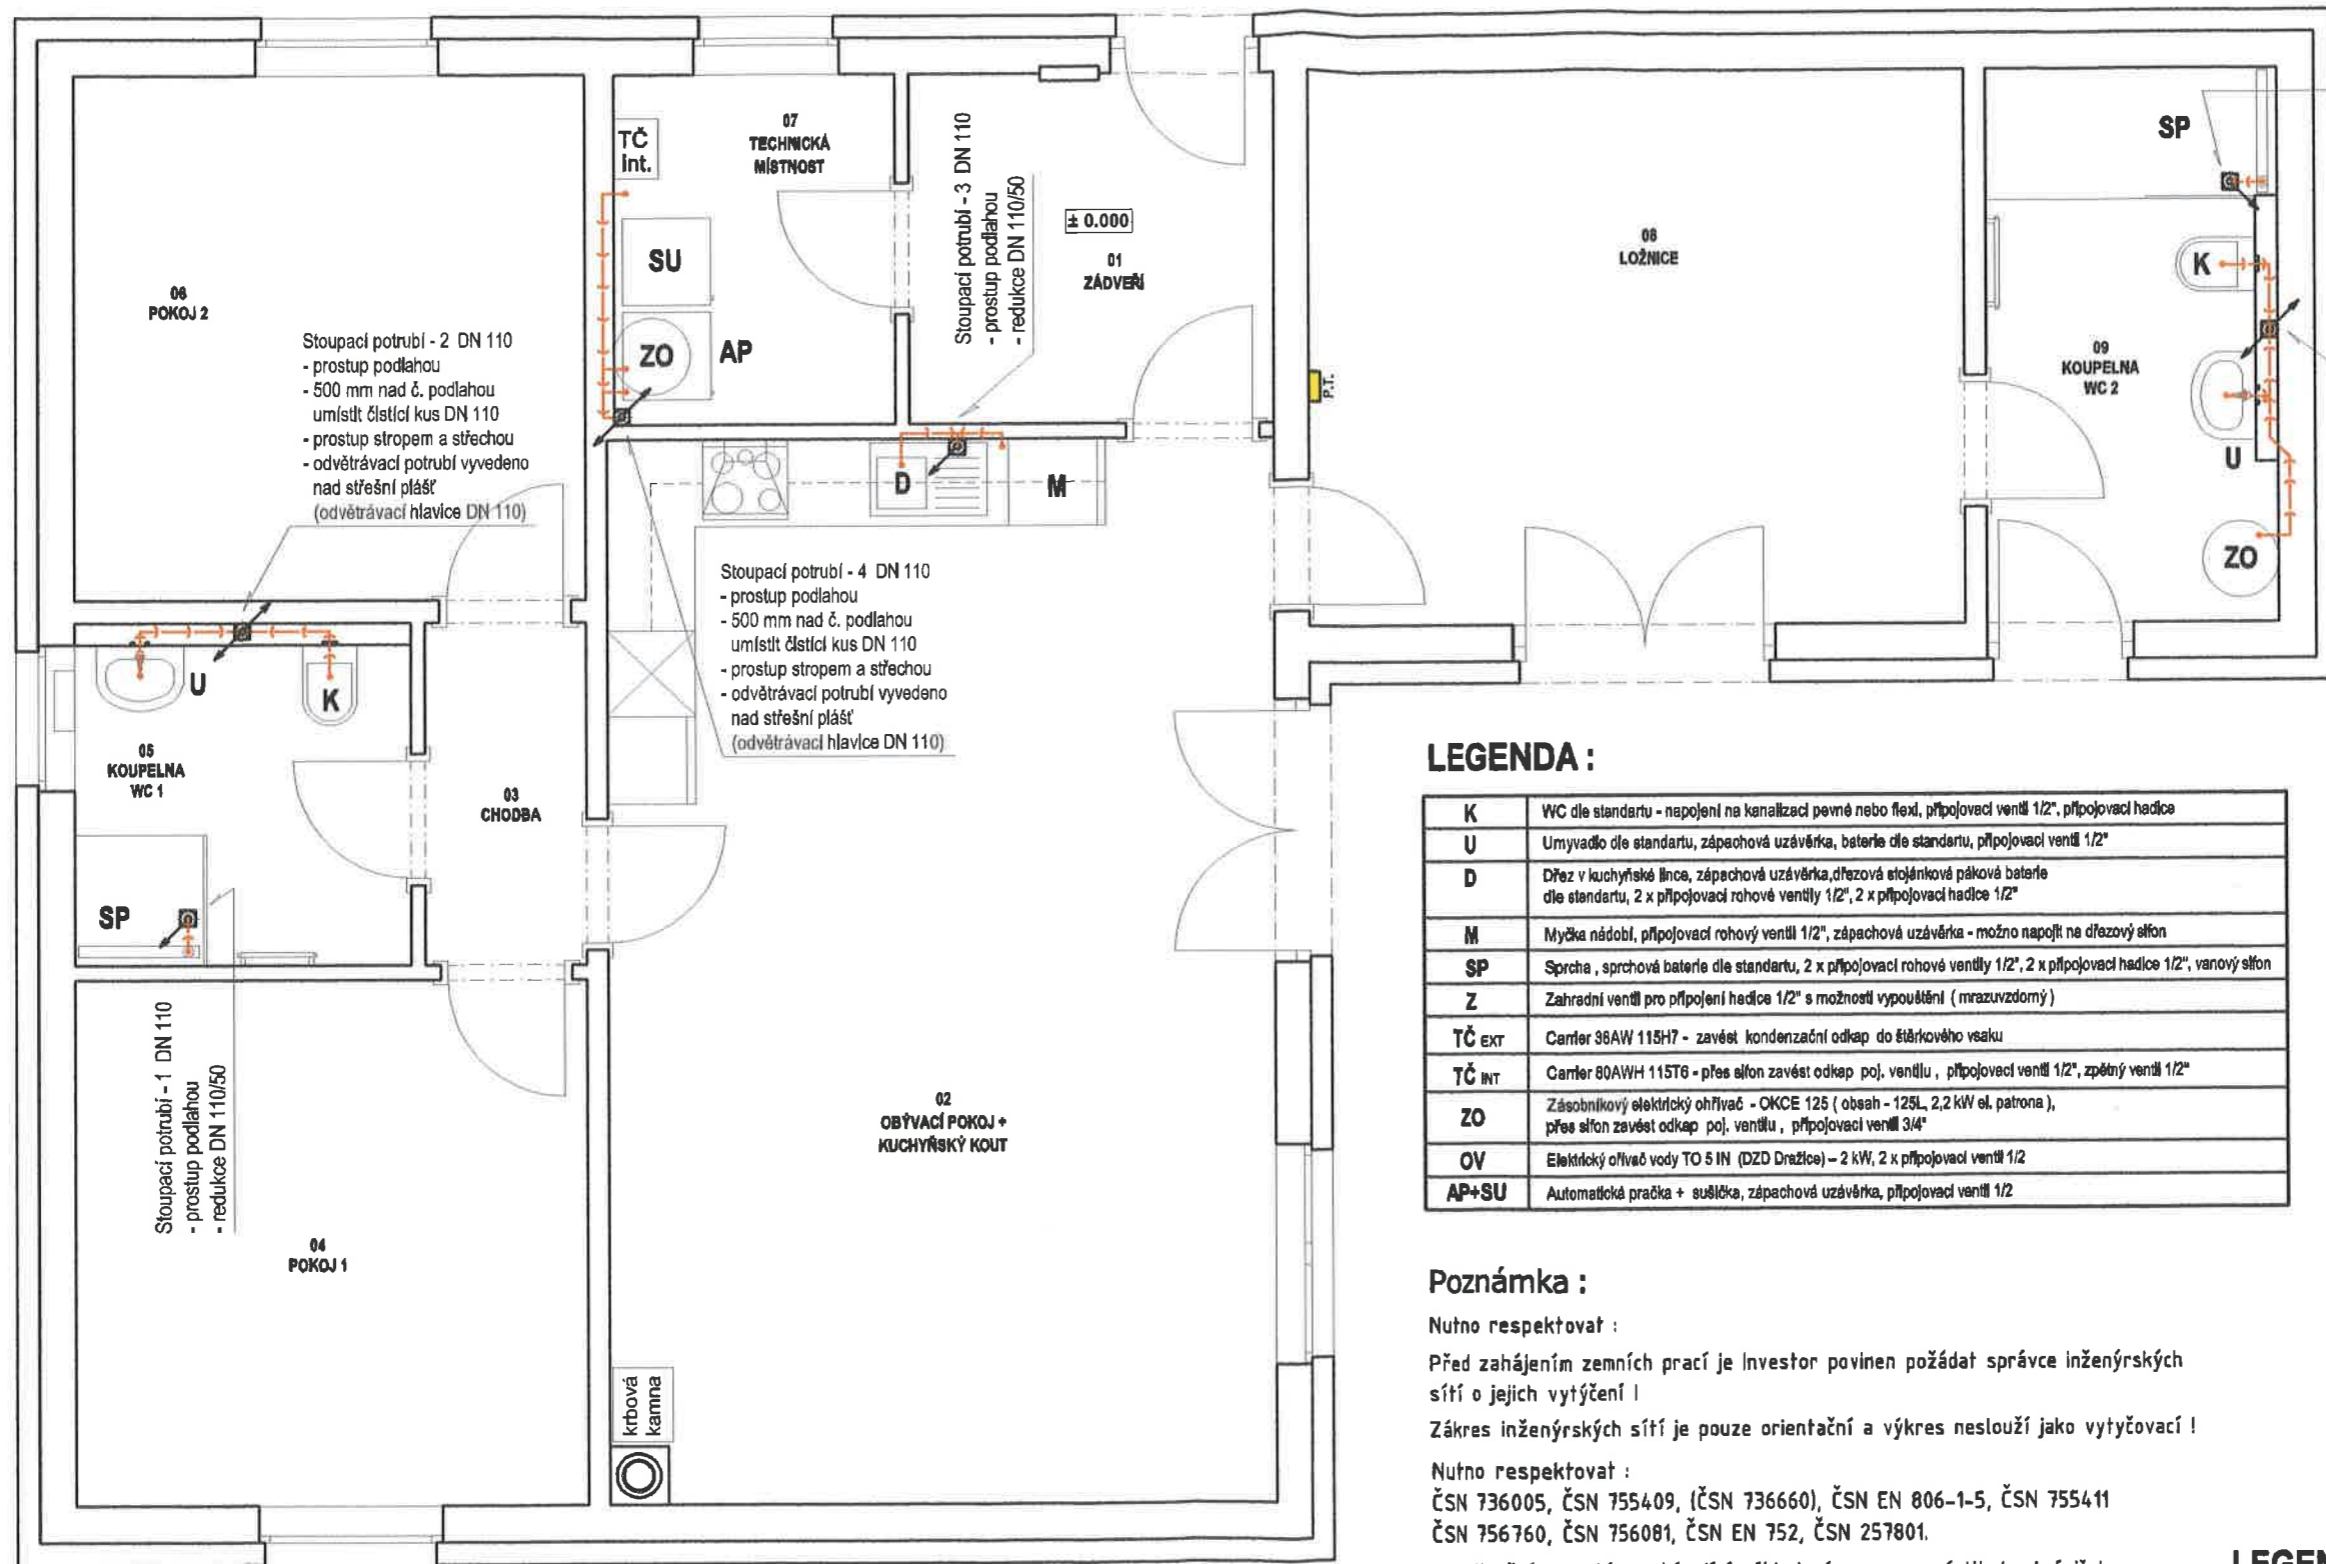 06
POKOJ 2
Stoupací potrubí - 2 DN 110
- prostup podlahou
- 500 mm nad č. podlahou
umístit čistící kus DN 110
- prostup stropem a střechou
- odvětrávací potrubí vyvedeno
nad střešní plášť
(odvětrávací hlavice DN 110)
TČ
int.
07
TECHNICKÁ
MÍSTNOST
SU
ZO
AP
Stoupací potrubí - 3 DN 110
- prostup podlahou
- redukce DN 110/50
± 0.000
01
ZÁDVEŘÍ
08
LOŽNICE
P.T.
SP
K
09
KOUPELNA
WC 2
U
ZO
D
M
Stoupací potrubí - 4 DN 110
- prostup podlahou
- 500 mm nad č. podlahou
umístit čistící kus DN 110
- prostup stropem a střechou
- odvětrávací potrubí vyvedeno
nad střešní plášť
(odvětrávací hlavice DN 110)
U
K
05
KOUPELNA
WC 1
03
CHODBA
SP
Stoupací potrubí - 1 DN 110
- prostup podlahou
- redukce DN 110/50
04
POKOJ 1
02
OBÝVACÍ POKOJ +
KUCHYŇSKÝ KOUT
krbová
kamna
LEGENDA :
K WC dle standartu - napojení na kanalizaci pevné nebo flexi, připojovací ventil 1/2", připojovací hadice
U Umyvadlo dle standartu, zápachová uzávěrka, baterie dle standartu, připojovací ventil 1/2"
D Dřez v kuchyňské lince, zápachová uzávěrka,dřezová stojánková páková baterie
dle standartu, 2 x připojovací rohové ventily 1/2", 2 x připojovací hadice 1/2"
M Myčka nádobí, připojovací rohový ventil 1/2", zápachová uzávěrka - možno napojit na dřezový sifon
SP Sprcha , sprchová baterie dle standartu, 2 x připojovací rohové ventily 1/2", 2 x připojovací hadice 1/2", vanový sifon
Z Zahradní ventil pro připojení hadice 1/2" s možností vypouštění ( mrazuvzdorný )
TČ EXT Carrier 38AW 115H7 - zavést kondenzační odkap do štěrkového vsaku
TČ INT Carrier 80AWH 115T6 - přes sifon zavést odkap poj. ventilu , připojovací ventil 1/2", zpětný ventil 1/2"
ZO Zásobníkový elektrický ohřívač - OKCE 125 ( obsah - 125L, 2,2 kW el. patrona ),
přes sifon zavést odkap poj. ventilu , připojovací ventil 3/4"
OV Elektrický ořívač vody TO 5 IN (DZD Dražice) – 2 kW, 2 x připojovací ventil 1/2
AP+SU Automatická pračka + sušička, zápachová uzávěrka, připojovací ventil 1/2
Poznámka :
Nutno respektovat :
Před zahájením zemních prací je investor povinen požádat správce inženýrských
sítí o jejich vytýčení !
Zákres inženýrských sítí je pouze orientační a výkres neslouží jako vytyčovací !
Nutno respektovat :
ČSN 736005, ČSN 755409, (ČSN 736660), ČSN EN 806-1-5, ČSN 755411
ČSN 756760, ČSN 756081, ČSN EN 752, ČSN 257801.